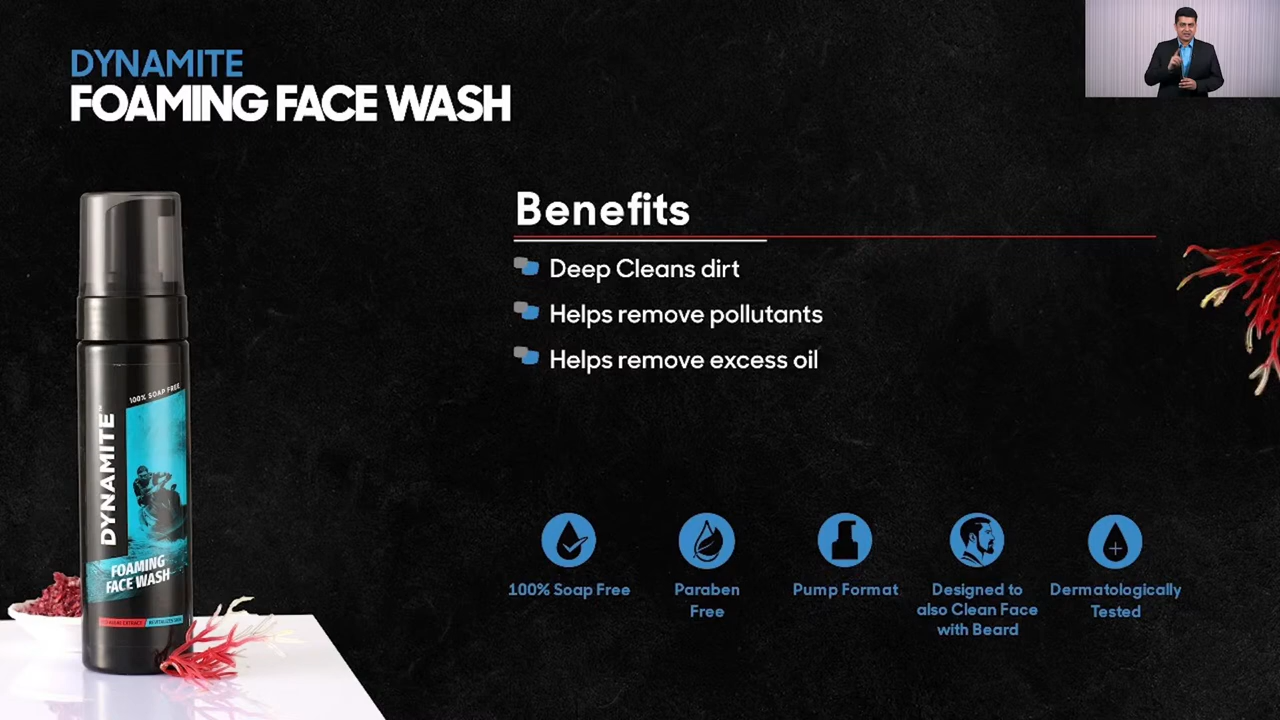 DYNAMITE
FOAMING FACE WASH
Benefits
Deep Cleans dirt
Helps remove pollutants
Helps remove excess oil
100% SOAP FREE
DYNAMITE™
FOAMING
FACE WASH
100% Soap Free
Paraben
Free
Pump Format
Designed to
also Clean Face
with Beard
Dermatologically
Tested